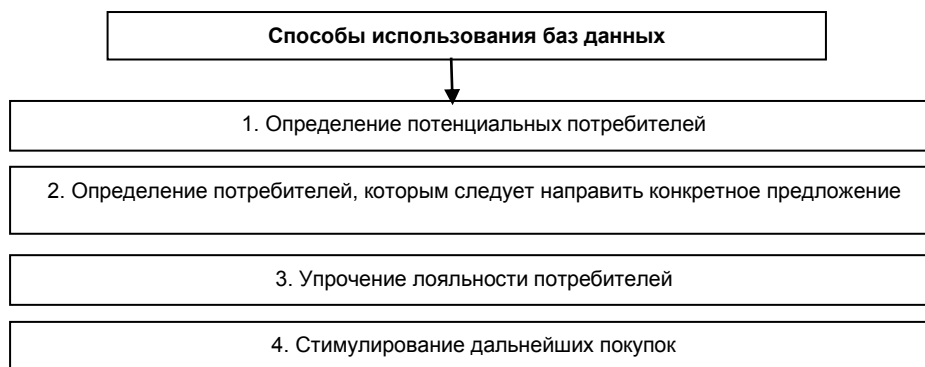 Способы использования баз данных
1. Определение потенциальных потребителей
2. Определение потребителей, которым следует направить конкретное предложение
3. Упрочение лояльности потребителей
4. Стимулирование дальнейших покупок